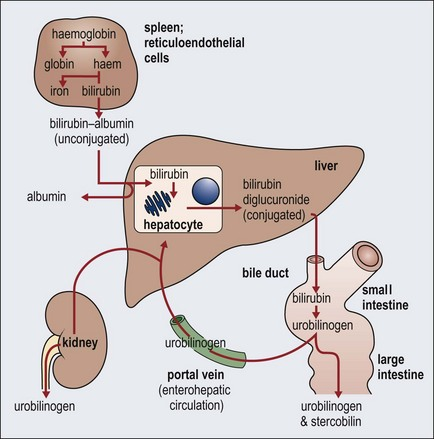 haemoglobin
globin haem
iron bilirubin
spleen;
reticuloendothelial
cells
bilirubin–albumin
(unconjugated)
albumin
bilirubin
hepatocyte
bilirubin
diglucuronide
(conjugated)
liver
bile duct
small
intestine
bilirubin
urobilinogen
large
intestine
urobilinogen
& stercobilin
urobilinogen
portal vein
(enterohepatic
circulation)
kidney
urobilinogen